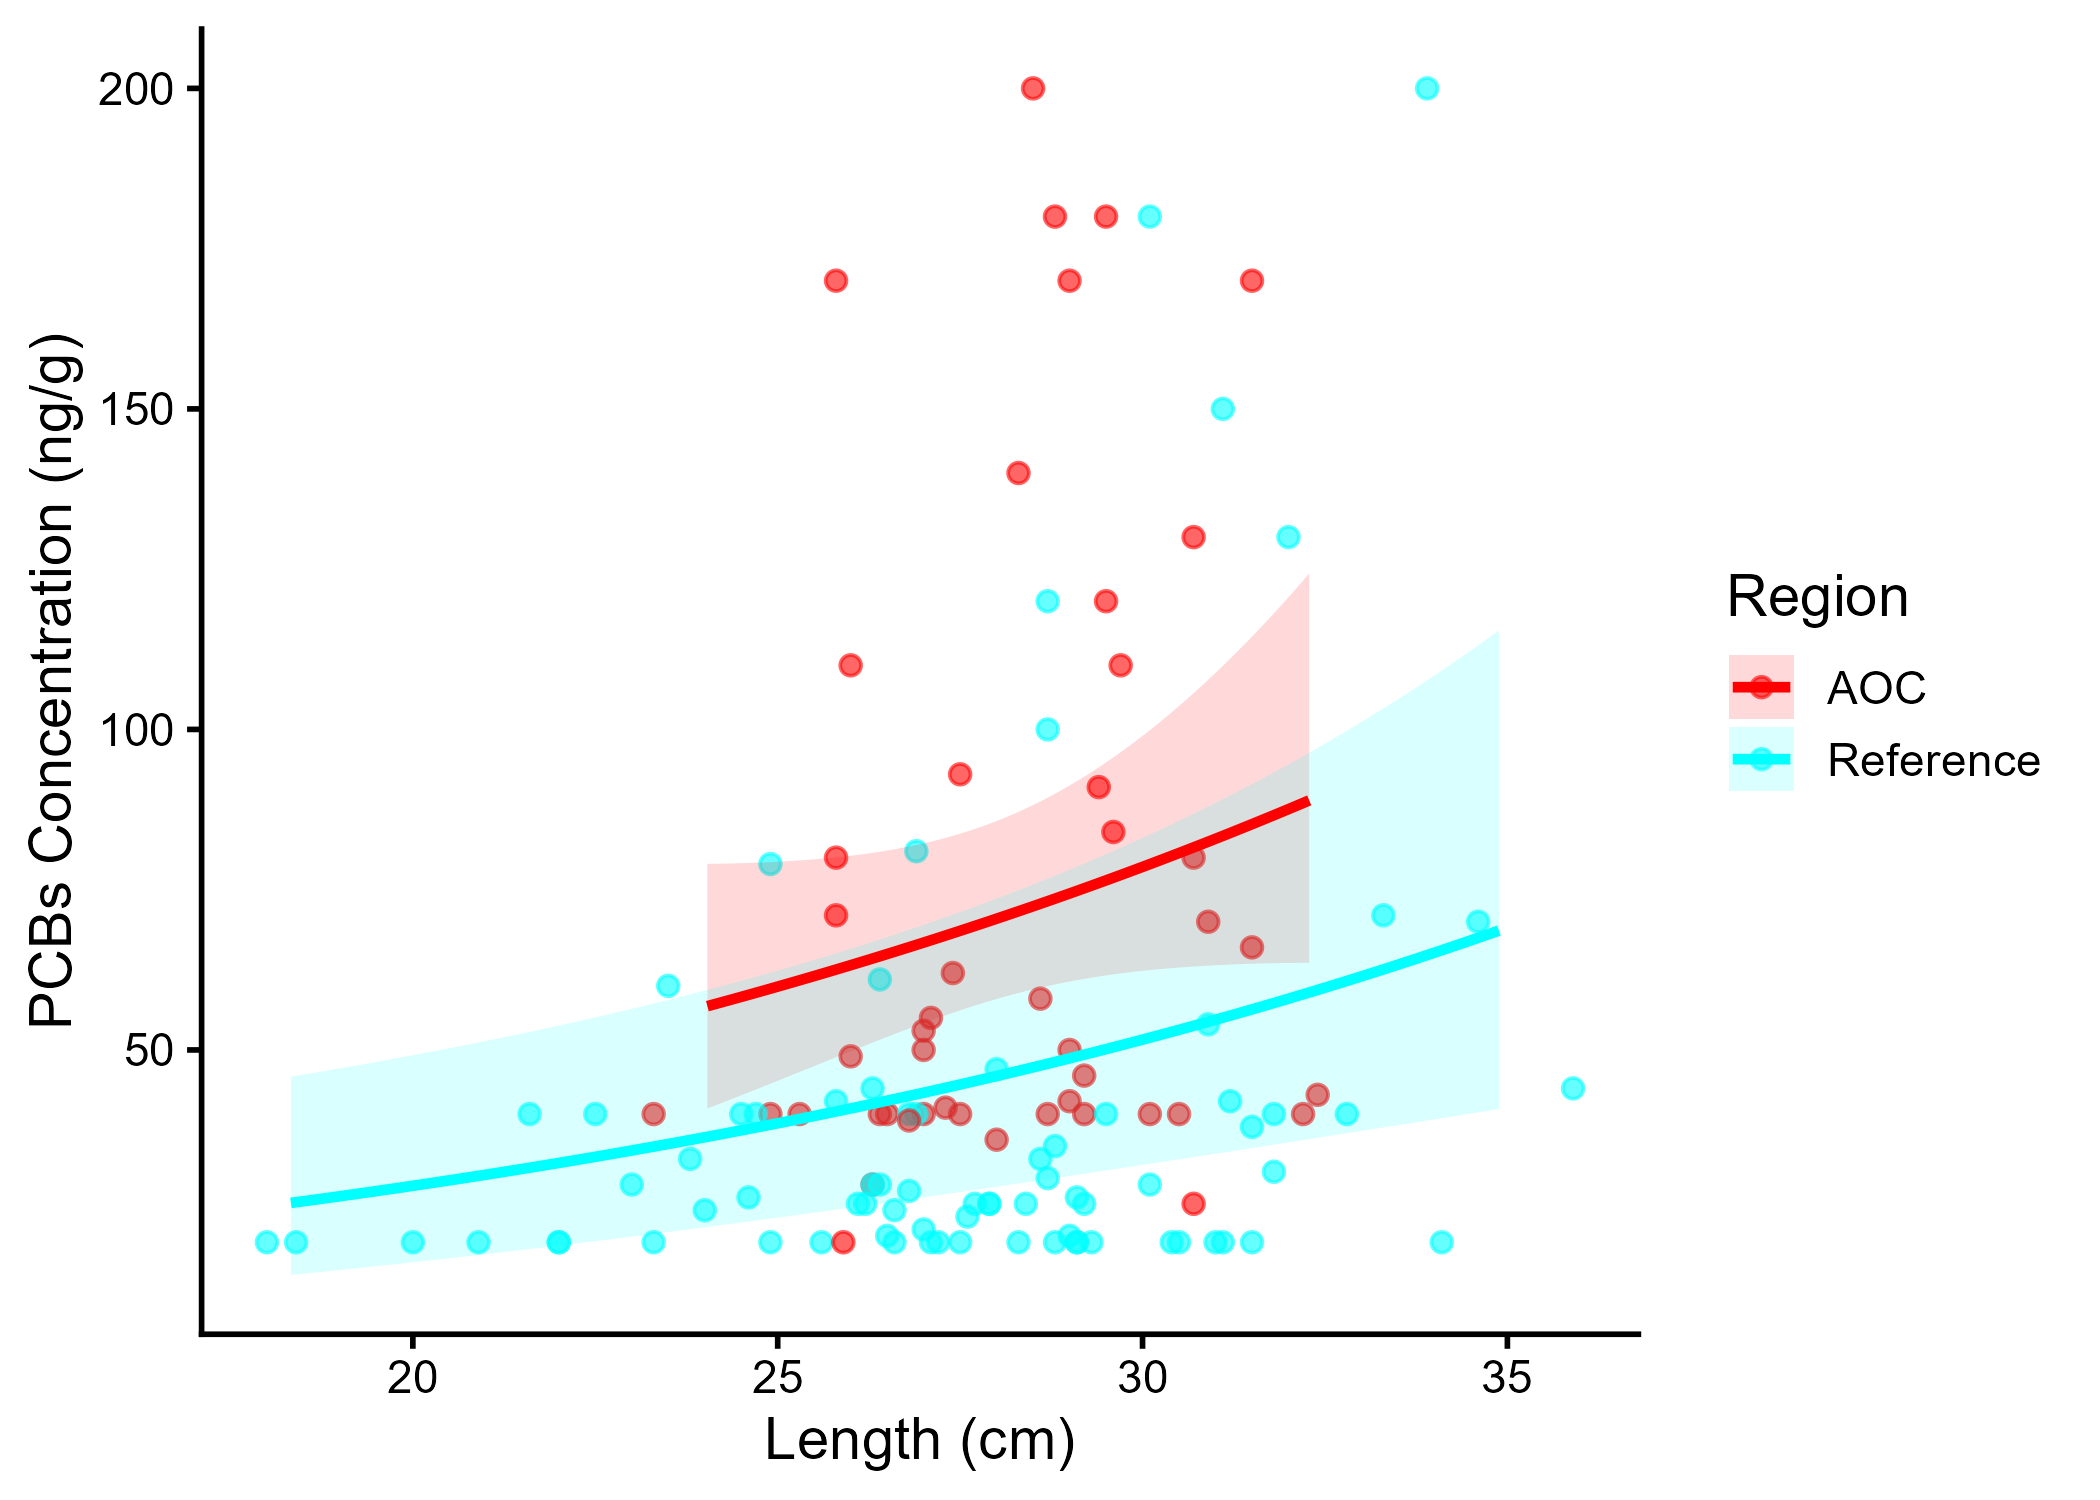 200
150
100
50
PCBs Concentration (ng/g)
20 25 30 35
Length (cm)
Region
AOC
Reference